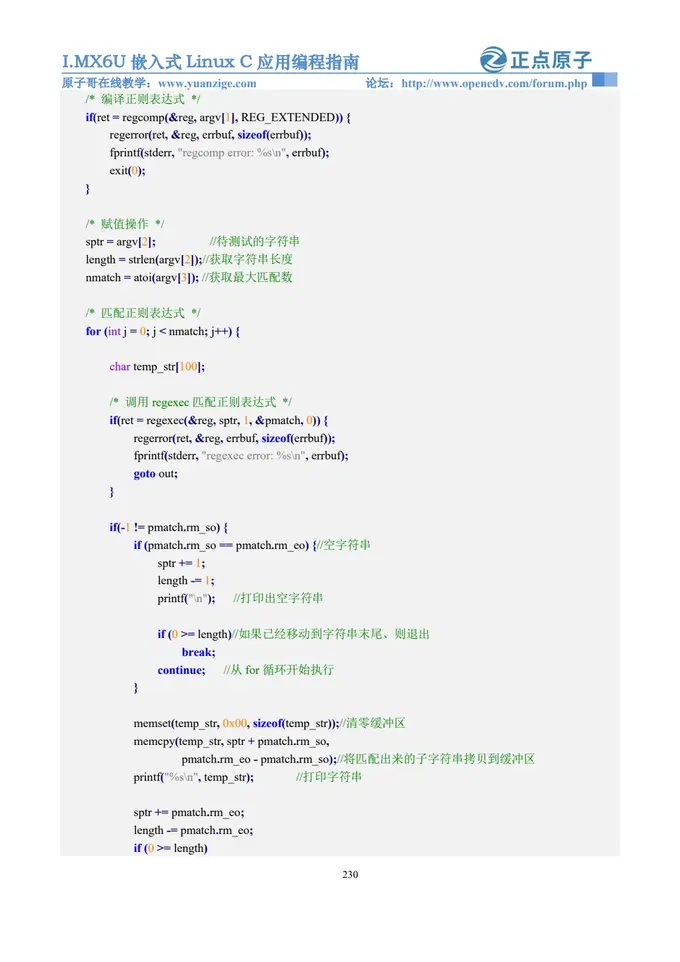 I.MX6U 嵌入式 Linux C 应用编程指南
正点原子
原子哥在线教学：www.yuanzige.com
论坛：http://www.openedv.com/forum.php
/* 编译正则表达式 */
if(ret = regcomp(&reg, argv[1], REG_EXTENDED)) {
regerror(ret, &reg, errbuf, sizeof(errbuf));
fprintf(stderr, "regcomp error: %s\n", errbuf);
exit(0);
}
/* 赋值操作 */
sptr = argv[2]; //待测试的字符串
length = strlen(argv[2]);//获取字符串长度
nmatch = atoi(argv[3]); //获取最大匹配数
/* 匹配正则表达式 */
for (int j = 0; j < nmatch; j++) {
char temp_str[100];
/* 调用 regexec 匹配正则表达式 */
if(ret = regexec(&reg, sptr, 1, &pmatch, 0)) {
regerror(ret, &reg, errbuf, sizeof(errbuf));
fprintf(stderr, "regexec error: %s\n", errbuf);
goto out;
}
if(-1 != pmatch.rm_so) {
if (pmatch.rm_so == pmatch.rm_eo) {//空字符串
sptr += 1;
length -= 1;
printf("\n"); //打印出空字符串
if (0 >= length)//如果已经移动到字符串末尾、则退出
break;
continue; //从 for 循环开始执行
}
memset(temp_str, 0x00, sizeof(temp_str));//清零缓冲区
memcpy(temp_str, sptr + pmatch.rm_so,
pmatch.rm_eo - pmatch.rm_so);//将匹配出来的子字符串拷贝到缓冲区
printf("%s\n", temp_str); //打印字符串
sptr += pmatch.rm_eo;
length -= pmatch.rm_eo;
if (0 >= length)
230